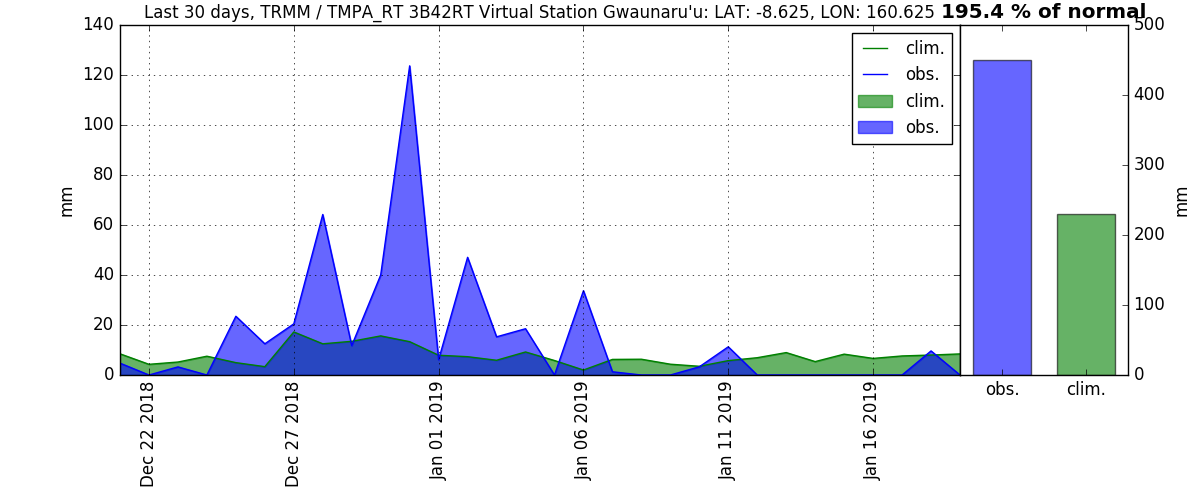 Last 30 days, TRMM / TMPA_RT 3B42RT Virtual Station Gwaunaru'u: LAT: -8.625, LON: 160.625 195.4 % of normal
140
120
100
80
60
40
20
0
mm
clim.
obs.
clim.
obs.
Dec 22 2018
Dec 27 2018
Jan 01 2019
Jan 06 2019
Jan 11 2019
Jan 16 2019
500
400
300
200
100
0
mm
obs.
clim.